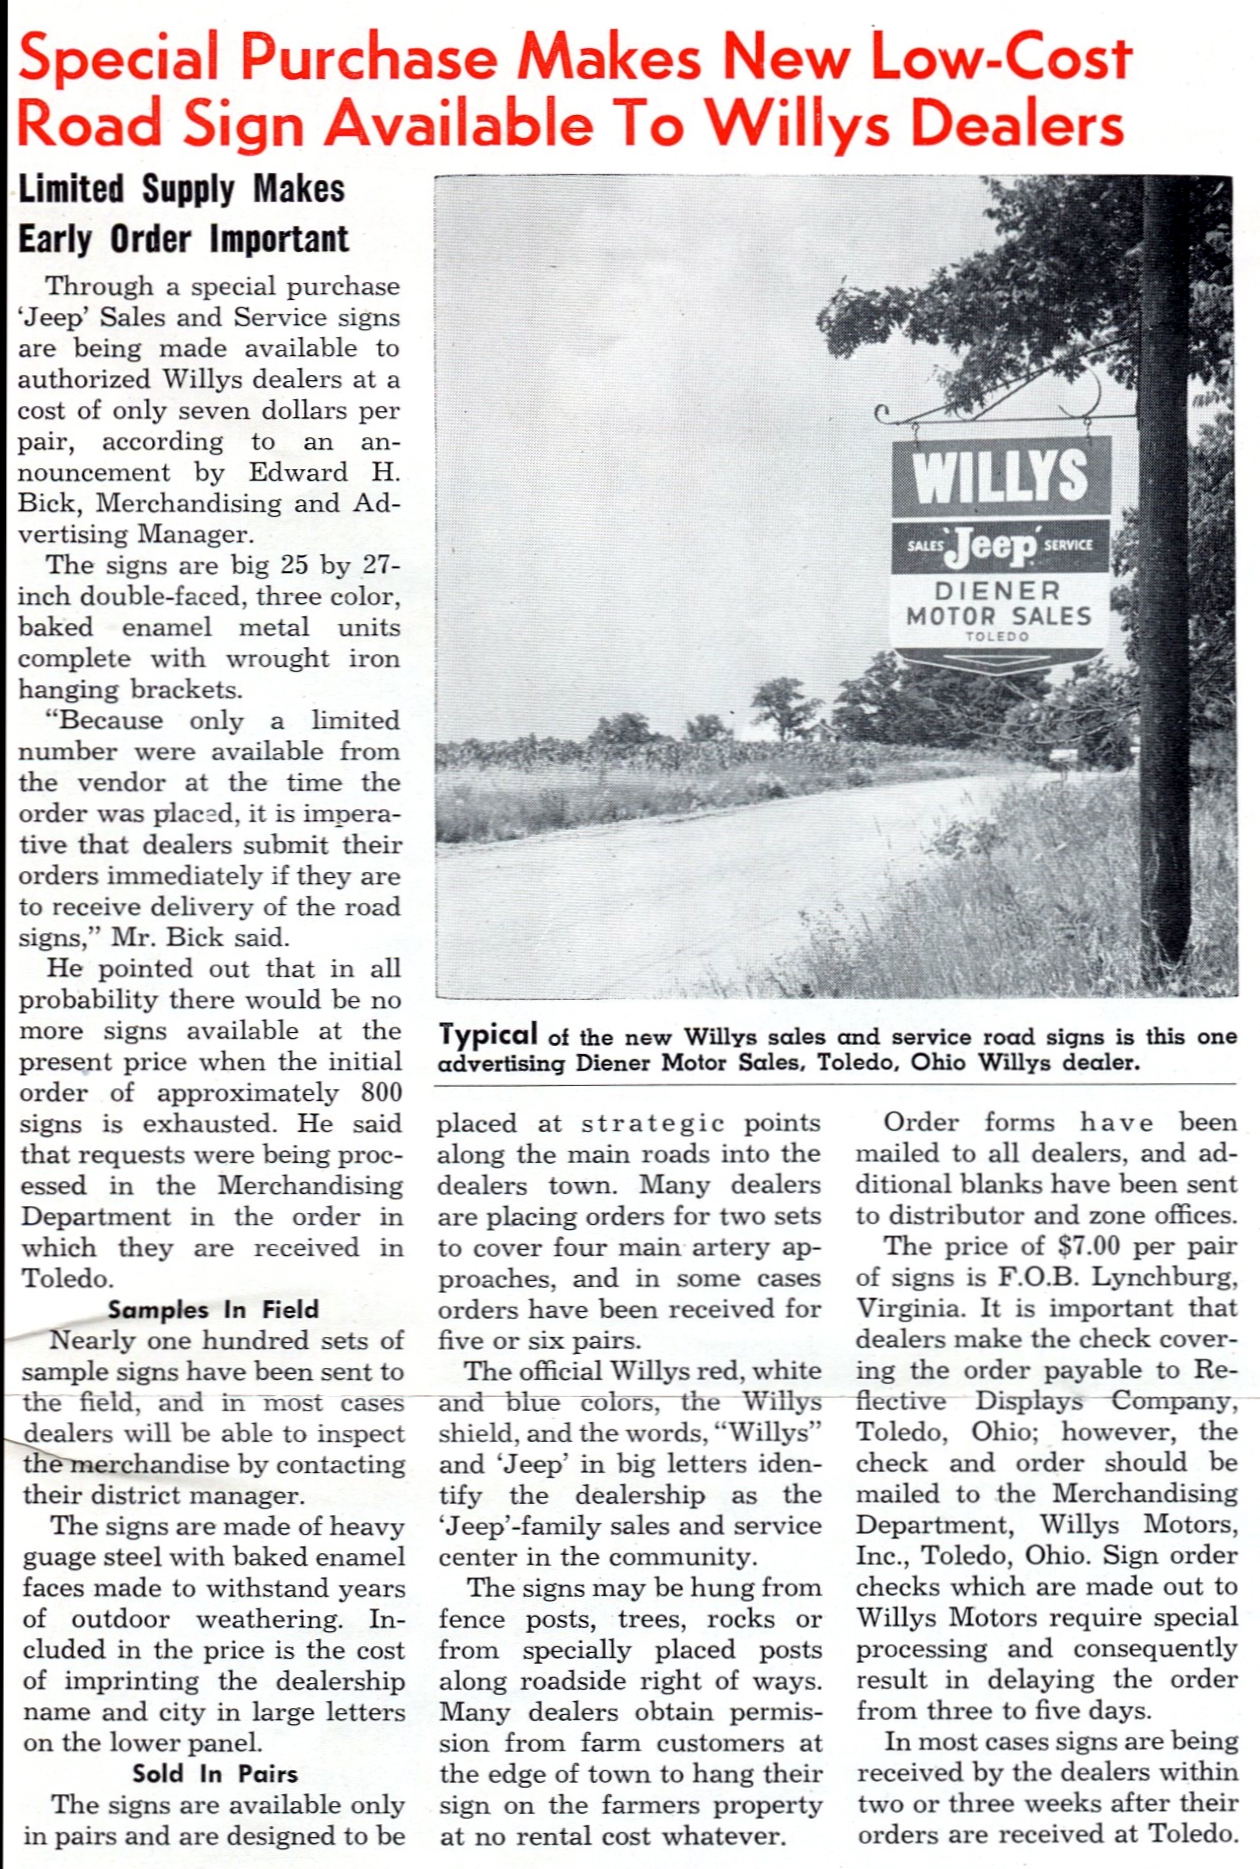 Special Purchase Makes New Low-Cost
Road Sign Available To Willys Dealers
Limited Supply Makes
Early Order Important
Through a special purchase
‘Jeep’ Sales and Service signs
are being made available to
authorized Willys dealers at a
cost of only seven dollars per
pair, according to an an-
nouncement by Edward H.
Bick, Merchandising and Ad-
vertising Manager.
The signs are big 25 by 27-
inch double-faced, three color,
baked enamel metal units
complete with wrought iron
hanging brackets.
“Because only a limited
number were available from
the vendor at the time the
order was placed, it is impera-
tive that dealers submit their
orders immediately if they are
to receive delivery of the road
signs,” Mr. Bick said.
He pointed out that in all
probability there would be no
more signs available at the
present price when the initial
order of approximately 800
signs is exhausted. He said
that requests were being proc-
essed in the Merchandising
Department in the order in
which they are received in
Toledo.
Samples In Field
Nearly one hundred sets of
sample signs have been sent to
the field, and in most cases
dealers will be able to inspect
the merchandise by contacting
their district manager.
The signs are made of heavy
guage steel with baked enamel
faces made to withstand years
of outdoor weathering. In-
cluded in the price is the cost
of imprinting the dealership
name and city in large letters
on the lower panel.
Sold In Pairs
The signs are available only
in pairs and are designed to be
WILLYS
SALES ‘Jeep’ SERVICE
DIENER
MOTOR SALES
TOLEDO
Typical of the new Willys sales and service road signs is this one
advertising Diener Motor Sales, Toledo, Ohio Willys dealer.
placed at strategic points
along the main roads into the
dealers town. Many dealers
are placing orders for two sets
to cover four main artery ap-
proaches, and in some cases
orders have been received for
five or six pairs.
The official Willys red, white
and blue colors, the Willys
shield, and the words, “Willys”
and ‘Jeep’ in big letters iden-
tify the dealership as the
‘Jeep’-family sales and service
center in the community.
The signs may be hung from
fence posts, trees, rocks or
from specially placed posts
along roadside right of ways.
Many dealers obtain permis-
sion from farm customers at
the edge of town to hang their
sign on the farmers property
at no rental cost whatever.
Order forms have been
mailed to all dealers, and ad-
ditional blanks have been sent
to distributor and zone offices.
The price of $7.00 per pair
of signs is F.O.B. Lynchburg,
Virginia. It is important that
dealers make the check cover-
ing the order payable to Re-
flective Displays Company,
Toledo, Ohio; however, the
check and order should be
mailed to the Merchandising
Department, Willys Motors,
Inc., Toledo, Ohio. Sign order
checks which are made out to
Willys Motors require special
processing and consequently
result in delaying the order
from three to five days.
In most cases signs are being
received by the dealers within
two or three weeks after their
orders are received at Toledo.